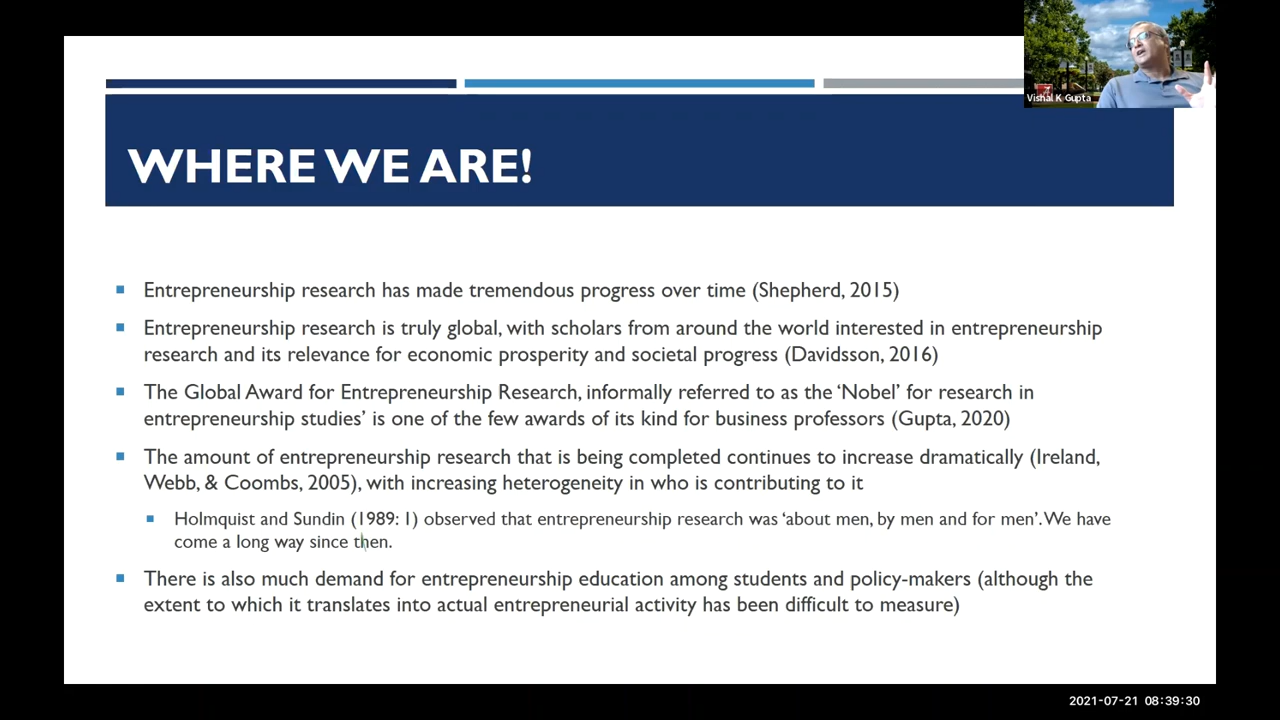 Vishal K Gupta
WHERE WE ARE!
Entrepreneurship research has made tremendous progress over time (Shepherd, 2015)
Entrepreneurship research is truly global, with scholars from around the world interested in entrepreneurship
research and its relevance for economic prosperity and societal progress (Davidsson, 2016)
The Global Award for Entrepreneurship Research, informally referred to as the ‘Nobel’ for research in
entrepreneurship studies’ is one of the few awards of its kind for business professors (Gupta, 2020)
The amount of entrepreneurship research that is being completed continues to increase dramatically (Ireland,
Webb, & Coombs, 2005), with increasing heterogeneity in who is contributing to it
Holmquist and Sundin (1989: 1) observed that entrepreneurship research was ‘about men, by men and for men’. We have
come a long way since then.
There is also much demand for entrepreneurship education among students and policy-makers (although the
extent to which it translates into actual entrepreneurial activity has been difficult to measure)
2021-07-21 08:39:30